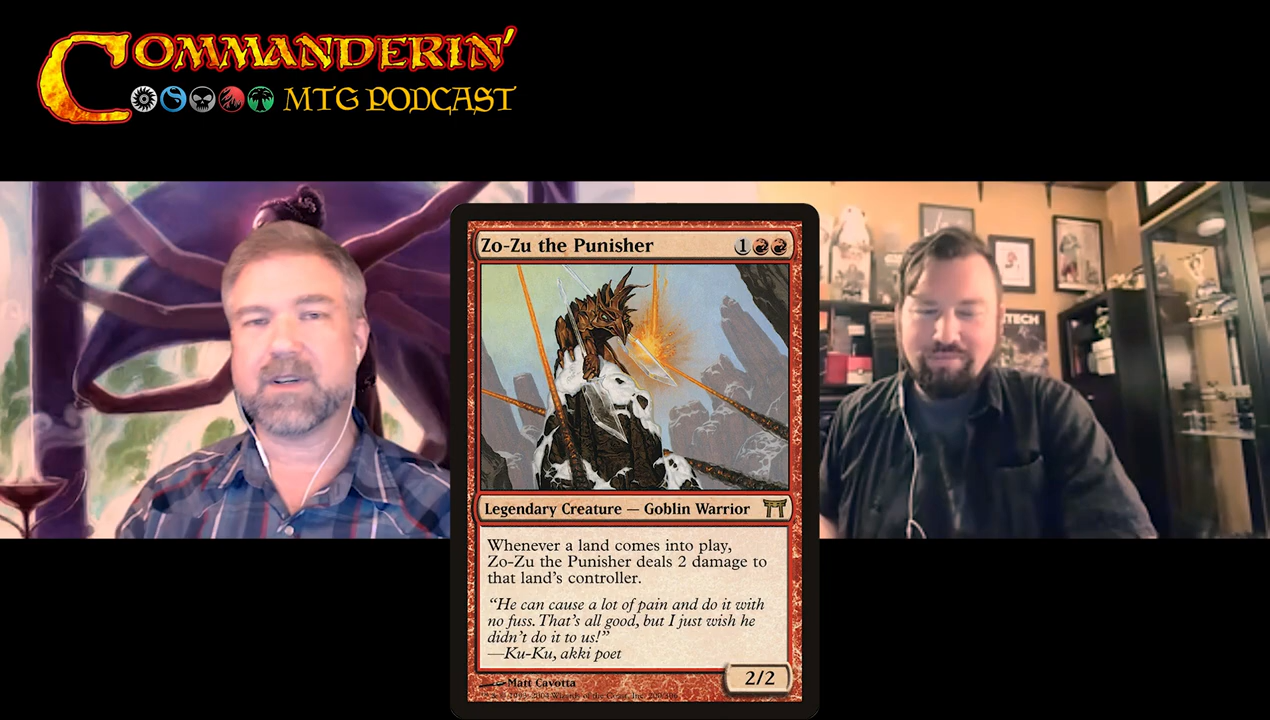 COMMANDERIN'
MTG PODCAST
Zo-Zu the Punisher 1
TECH
Legendary Creature — Goblin Warrior
Whenever a land comes into play,
Zo-Zu the Punisher deals 2 damage to
that land's controller.
“He can cause a lot of pain and do it with
no fuss. That's all good, but I just wish he
didn't do it to us!”
—Ku-Ku, akki poet
2/2
Matt Cavotta